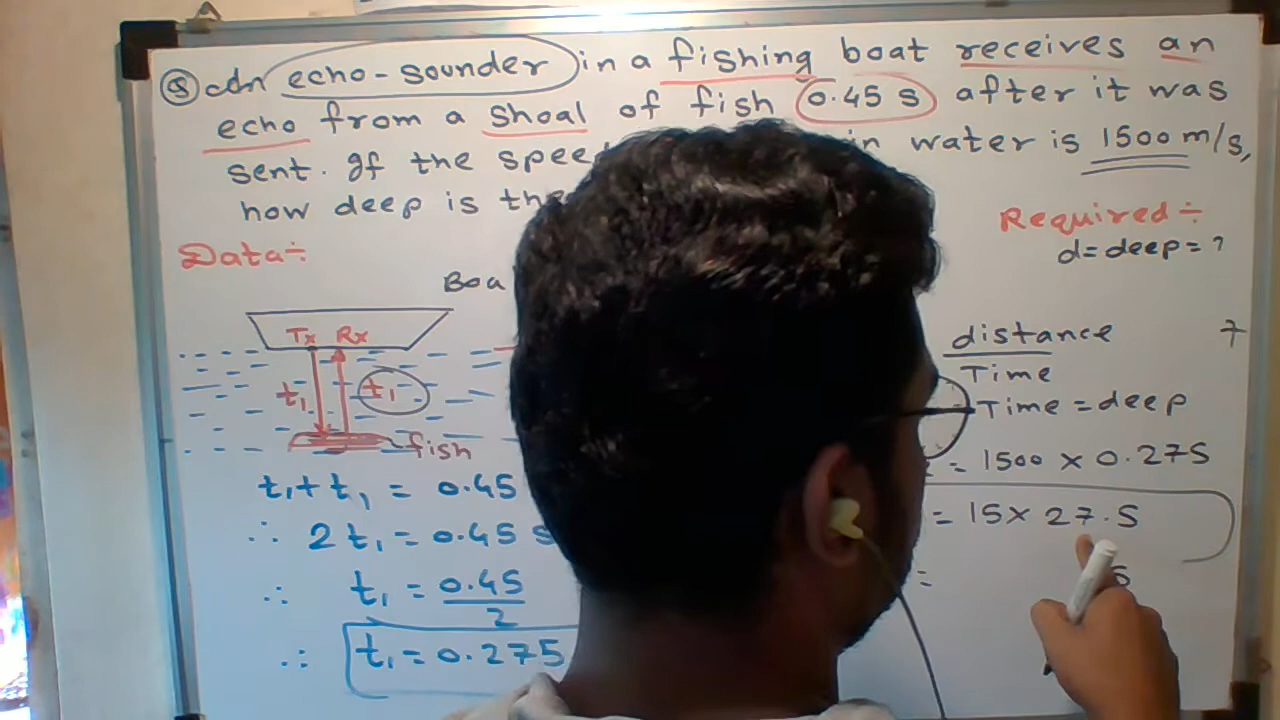 Q An echo-sounder in a fishing boat receives an
echo from a shoal of fish 0.45 s after it was
sent. If the spee in water is 1500 m/s,
how deep is the
Required ÷
d = deep = ?
Data ÷
Boa
Tx Rx
distance
7
Time
t₁ t₁
Time = deep
fish
= 1500 × 0.275
t₁ + t₁ = 0.45
= 15 × 27.5
∴ 2 t₁ = 0.45 s
=
5
∴ t₁ = 0.45
2
∴ t₁ = 0.275